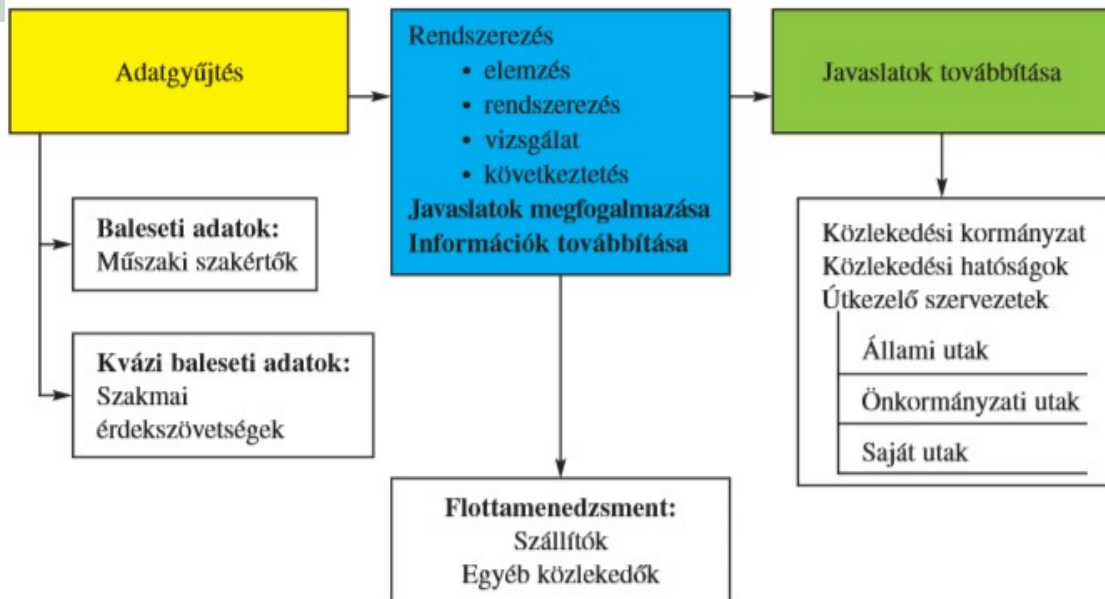 Adatgyűjtés
Rendszerezés
• elemzés
• rendszerezés
• vizsgálat
• következtetés
Javaslatok megfogalmazása
Információk továbbítása
Javaslatok továbbítása
Baleseti adatok:
Műszaki szakértők
Kvázi baleseti adatok:
Szakmai
érdekszövetségek
Flottamenedzsment:
Szállítók
Egyéb közlekedők
Közlekedési kormányzat
Közlekedési hatóságok
Útkezelő szervezetek
Állami utak
Önkormányzati utak
Saját utak